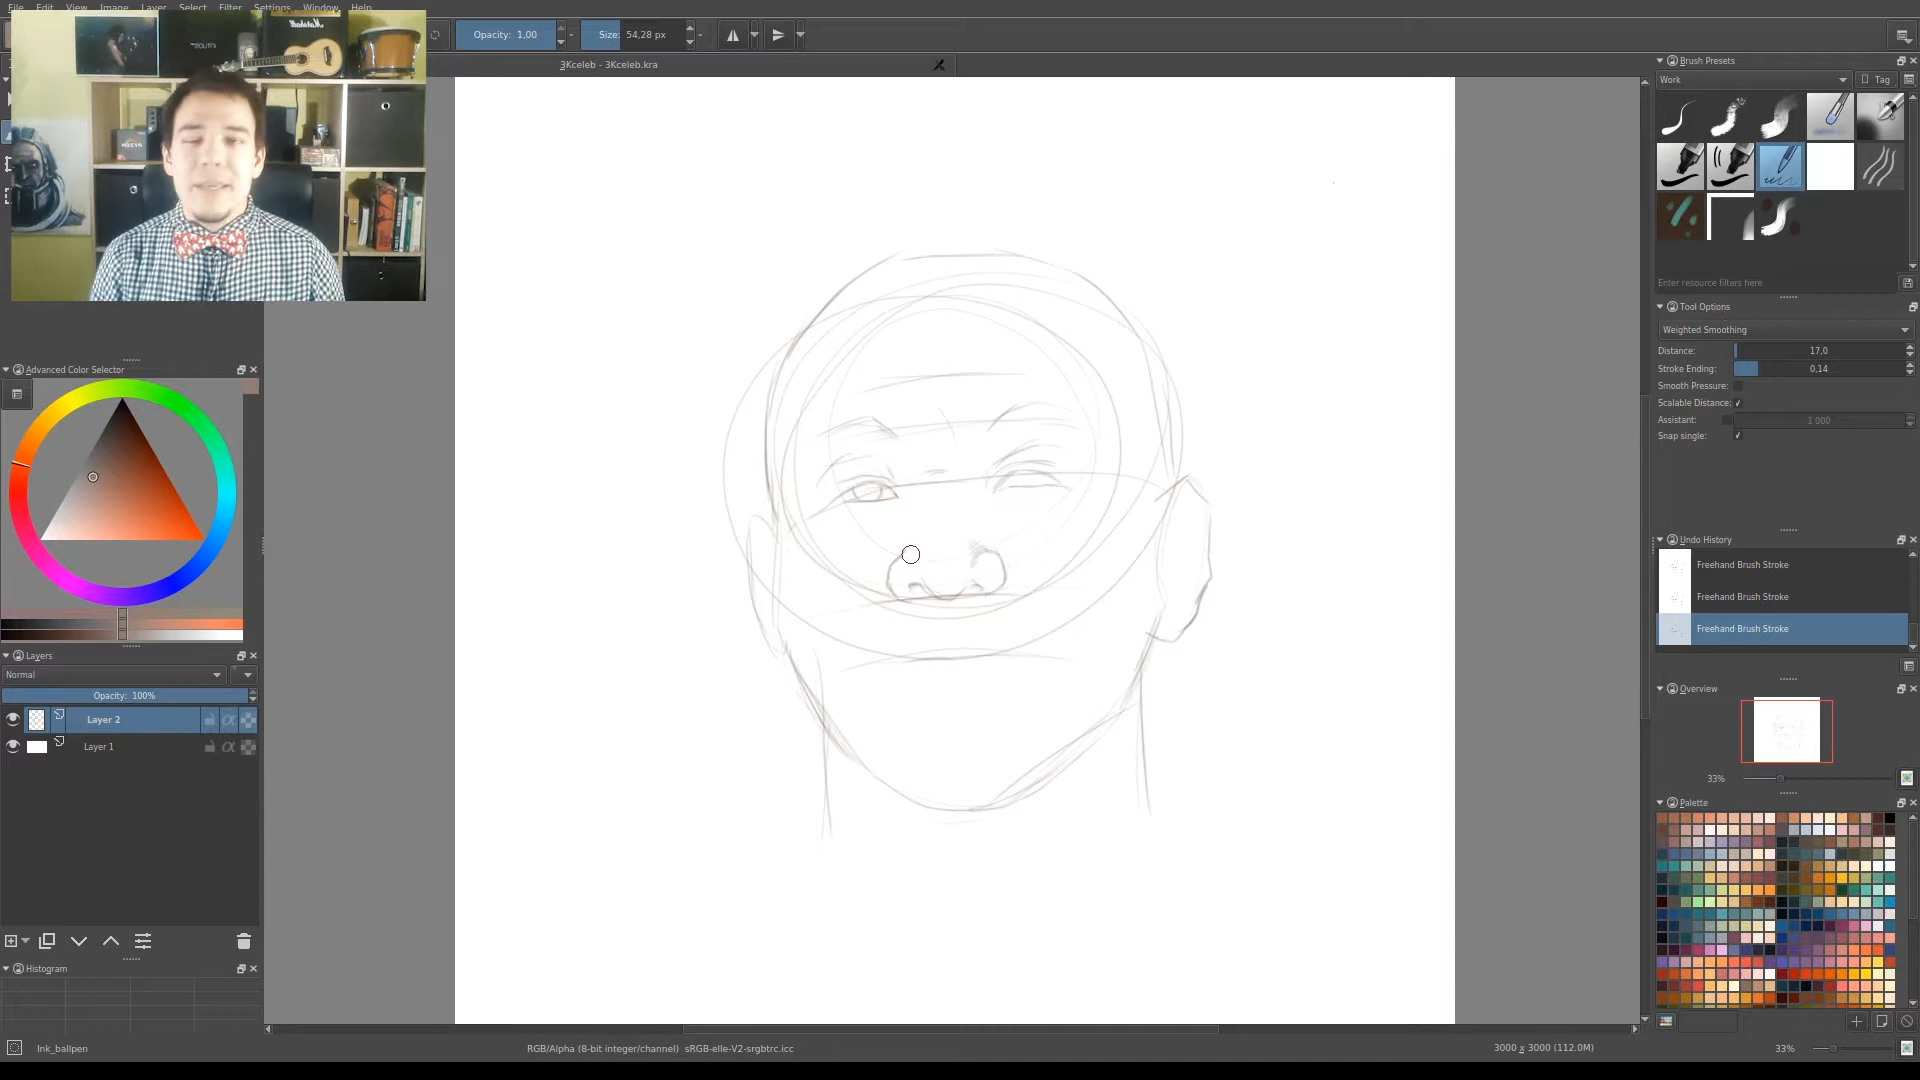 File Edit View Image Layer Select Filter Settings Window Help
Opacity: 1,00
Size: 54,28 px
3Kceleb - 3Kceleb.kra
Marshall
Brush Presets
Work
Tag
Enter resource filters here
Tool Options
Weighted Smoothing
Distance:
17,0
Stroke Ending:
0,14
Smooth Pressure:
Scalable Distance:
Assistant:
1 000
Snap single:
Undo History
Freehand Brush Stroke
Freehand Brush Stroke
Freehand Brush Stroke
Overview
33%
Palette
Advanced Color Selector
Layers
Normal
Opacity: 100%
Layer 2
Layer 1
Histogram
Ink_ballpen
RGB/Alpha (8-bit integer/channel) sRGB-elle-V2-srgbtrc.icc
3000 x 3000 (112.0M)
33%